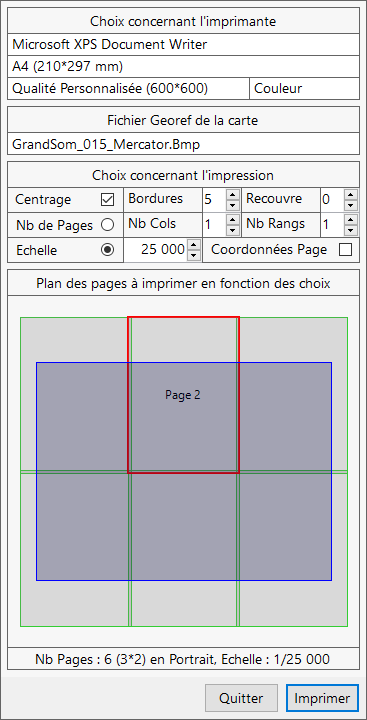 Choix concernant l'imprimante
Microsoft XPS Document Writer
A4 (210*297 mm)
Qualité Personnalisée (600*600) Couleur
Fichier Georef de la carte
GrandSom_015_Mercator.Bmp
Choix concernant l'impression
Centrage Bordures 5 Recouvre 0
Nb de Pages Nb Cols 1 Nb Rangs 1
Echelle 25 000 Coordonnées Page
Plan des pages à imprimer en fonction des choix
Page 2
Nb Pages : 6 (3*2) en Portrait, Echelle : 1/25 000
Quitter Imprimer